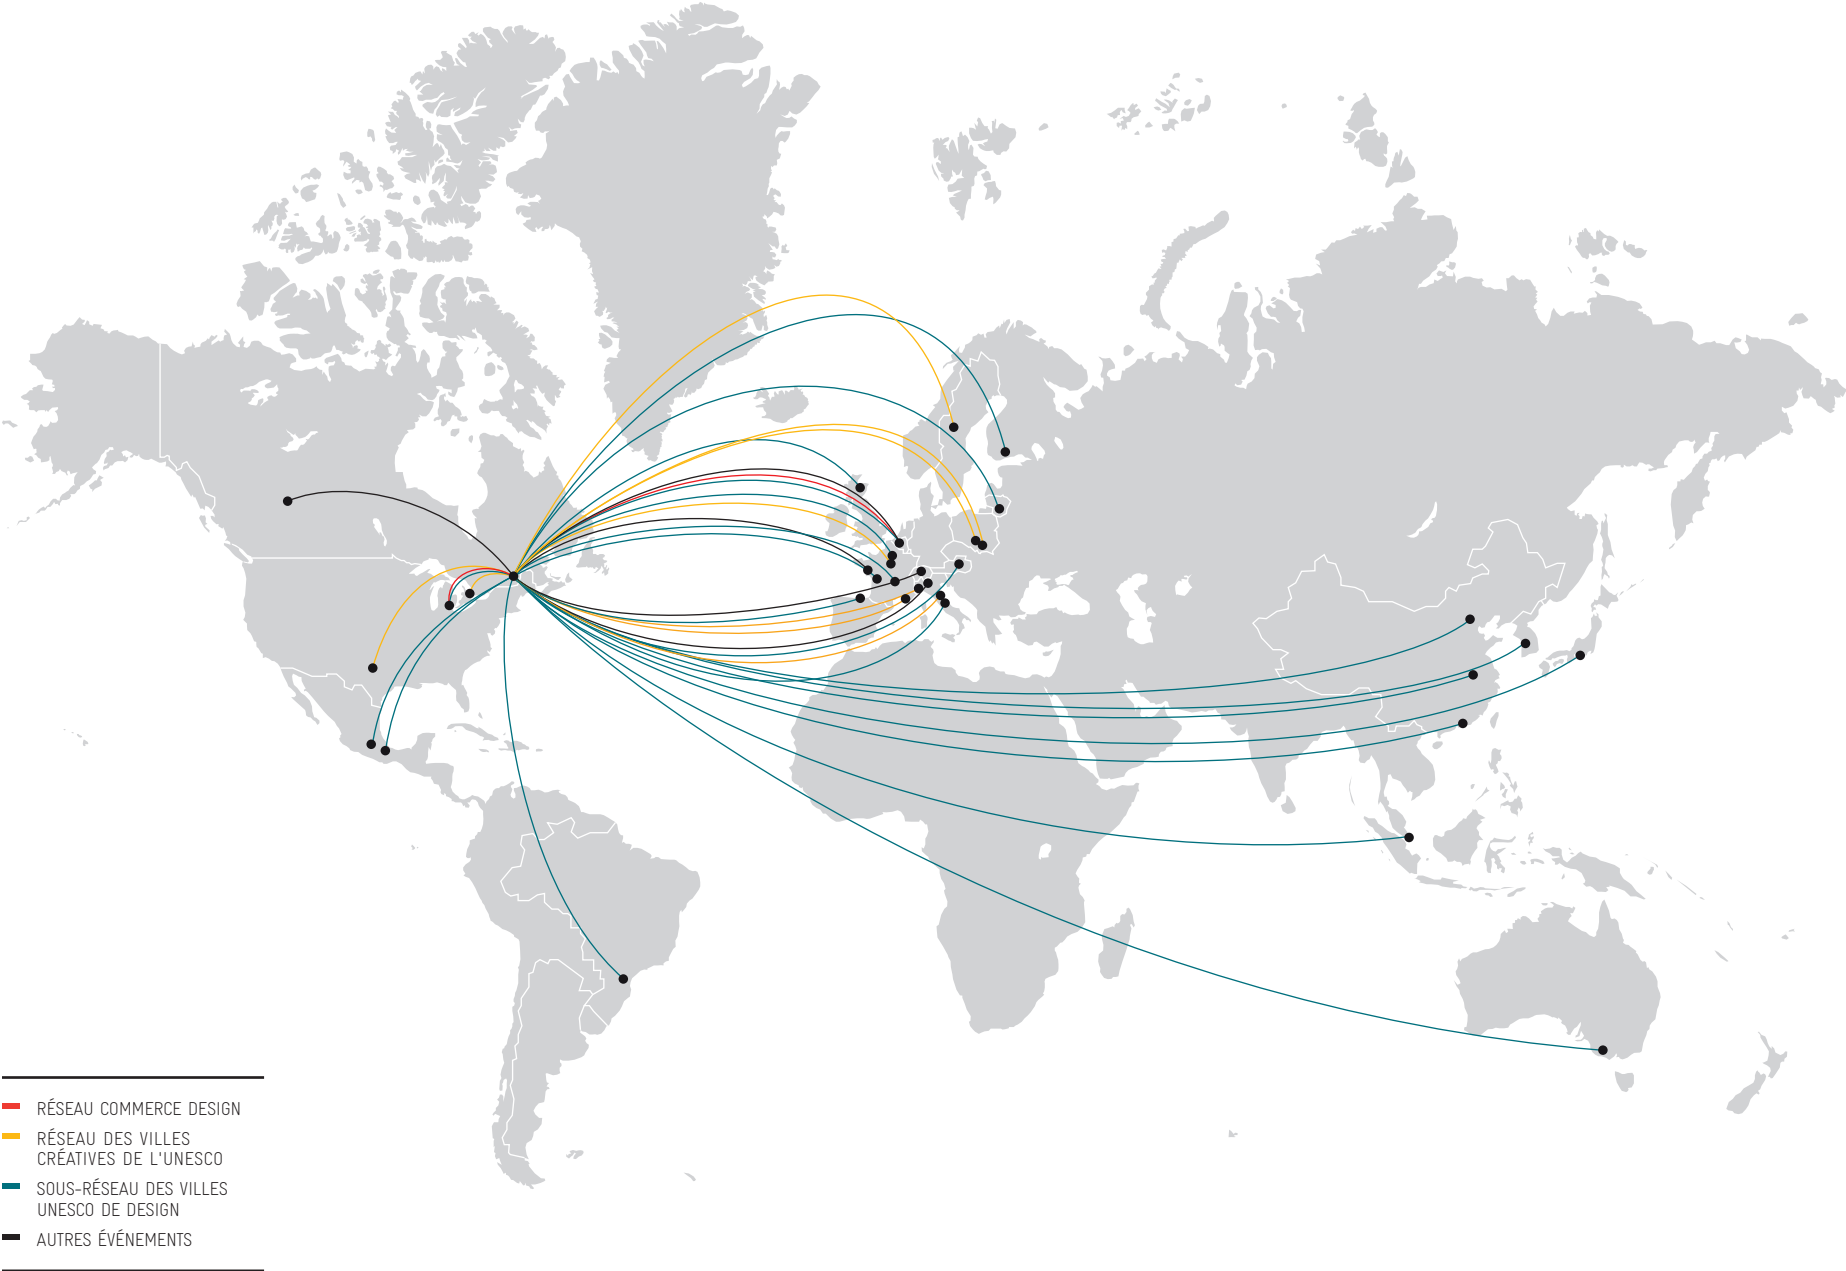 RÉSEAU COMMERCE DESIGN
RÉSEAU DES VILLES
CRÉATIVES DE L'UNESCO
SOUS-RÉSEAU DES VILLES
UNESCO DE DESIGN
AUTRES ÉVÉNEMENTS